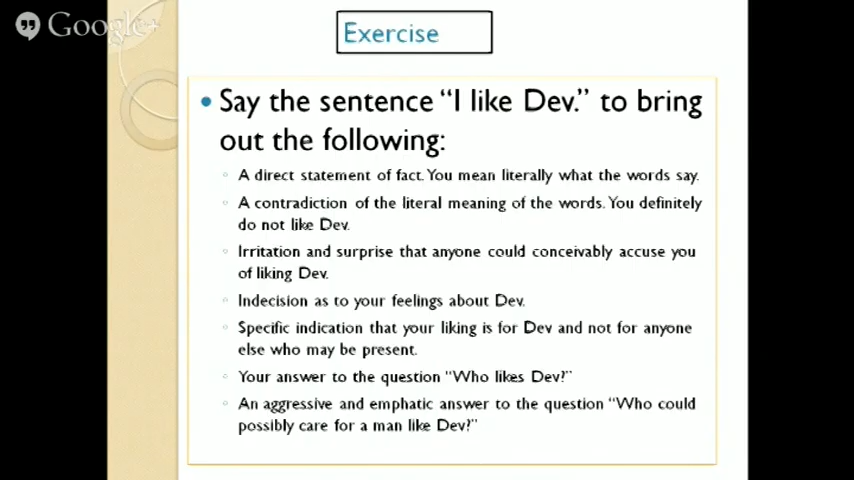 Google+
Exercise
Say the sentence “I like Dev.” to bring
out the following:
A direct statement of fact. You mean literally what the words say.
A contradiction of the literal meaning of the words. You definitely
do not like Dev.
Irritation and surprise that anyone could conceivably accuse you
of liking Dev.
Indecision as to your feelings about Dev.
Specific indication that your liking is for Dev and not for anyone
else who may be present.
Your answer to the question “Who likes Dev?”
An aggressive and emphatic answer to the question “Who could
possibly care for a man like Dev?”